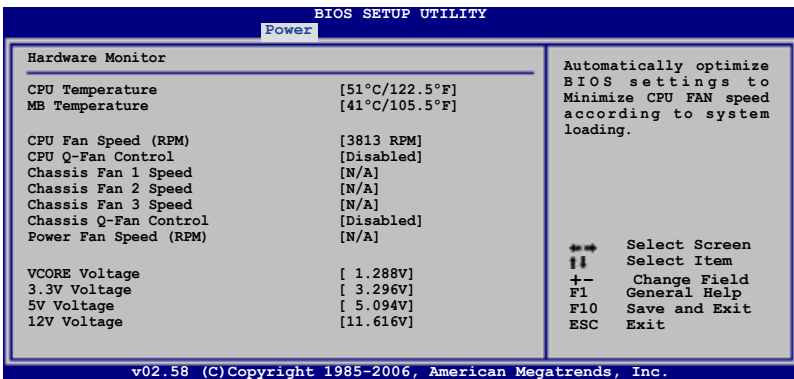 BIOS SETUP UTILITY
Power
Hardware Monitor
CPU Temperature [51°C/122.5°F]
MB Temperature [41°C/105.5°F]
CPU Fan Speed (RPM) [3813 RPM]
CPU Q-Fan Control [Disabled]
Chassis Fan 1 Speed [N/A]
Chassis Fan 2 Speed [N/A]
Chassis Fan 3 Speed [N/A]
Chassis Q-Fan Control [Disabled]
Power Fan Speed (RPM) [N/A]
VCORE Voltage [ 1.288V]
3.3V Voltage [ 3.296V]
5V Voltage [ 5.094V]
12V Voltage [11.616V]
Automatically optimize
BIOS settings to
Minimize CPU FAN speed
according to system
loading.
←→ Select Screen
↑↓ Select Item
+- Change Field
F1 General Help
F10 Save and Exit
ESC Exit
v02.58 (C)Copyright 1985-2006, American Megatrends, Inc.